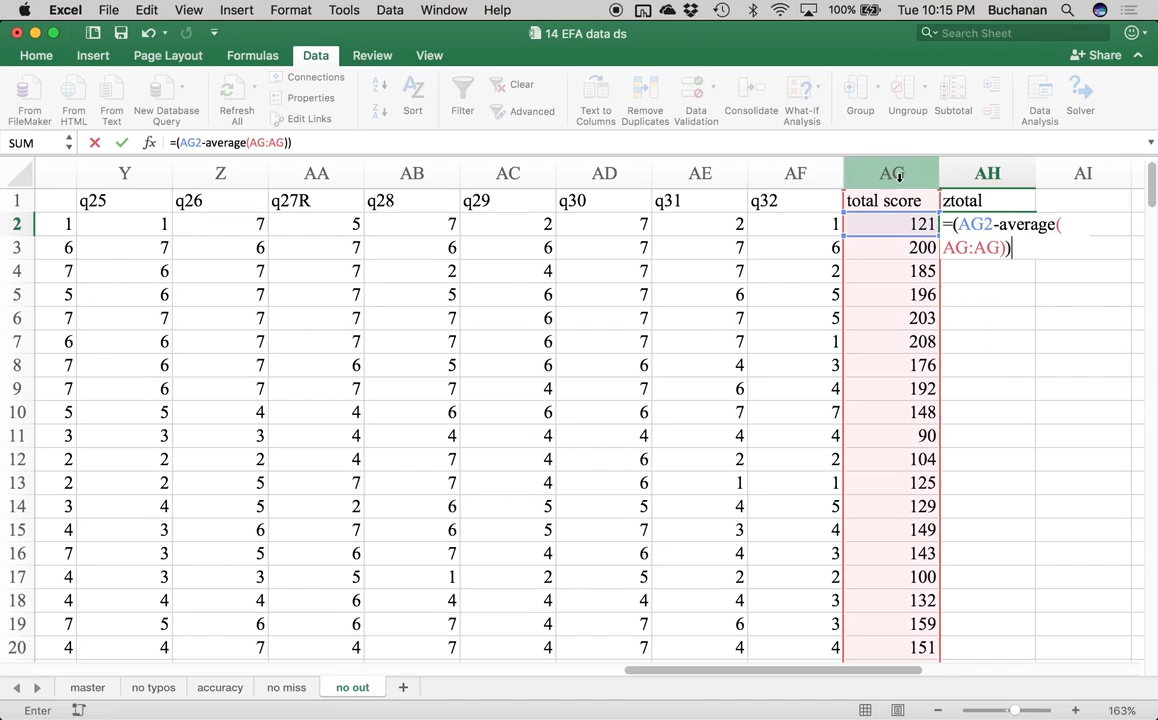 Excel File Edit View Insert Format Tools Data Window Help 100% Tue 10:15 PM Buchanan
14 EFA data ds
Search Sheet
Home Insert Page Layout Formulas Data Review View
Share
From FileMaker
From HTML
From Text
New Database Query
Refresh All
Connections
Properties
Edit Links
Sort
Filter
Clear
Advanced
Text to Columns
Remove Duplicates
Data Validation
Consolidate
What-If Analysis
Group
Ungroup
Subtotal
Data Analysis
Solver
SUM fx =(AG2-average(AG:AG))
Y Z AA AB AC AD AE AF AG AH AI
1 q25 q26 q27R q28 q29 q30 q31 q32 total score ztotal
2 1 1 7 5 7 2 7 2 1 121 =(AG2-average(
3 6 7 6 7 6 6 7 7 6 200 AG:AG))
4 7 6 7 7 2 4 7 7 2 185
5 5 6 7 7 5 6 7 6 5 196
6 7 7 7 7 7 6 7 7 5 203
7 6 6 7 7 7 6 7 7 1 208
8 7 6 7 6 5 6 6 4 3 176
9 7 6 7 7 7 4 7 6 4 192
10 5 5 4 4 6 6 6 7 7 148
11 3 3 3 4 4 4 4 4 4 90
12 2 2 2 4 7 4 6 2 2 104
13 2 2 5 7 7 4 6 1 1 125
14 3 4 5 2 6 5 5 4 5 129
15 4 3 6 7 6 5 7 3 4 149
16 7 3 5 6 7 4 6 4 3 143
17 4 3 3 5 1 2 5 2 2 100
18 4 4 4 6 4 4 4 4 3 132
19 7 5 6 6 7 4 7 6 3 159
20 4 4 7 4 7 4 7 4 4 151
master no typos accuracy no miss no out
Enter 163%